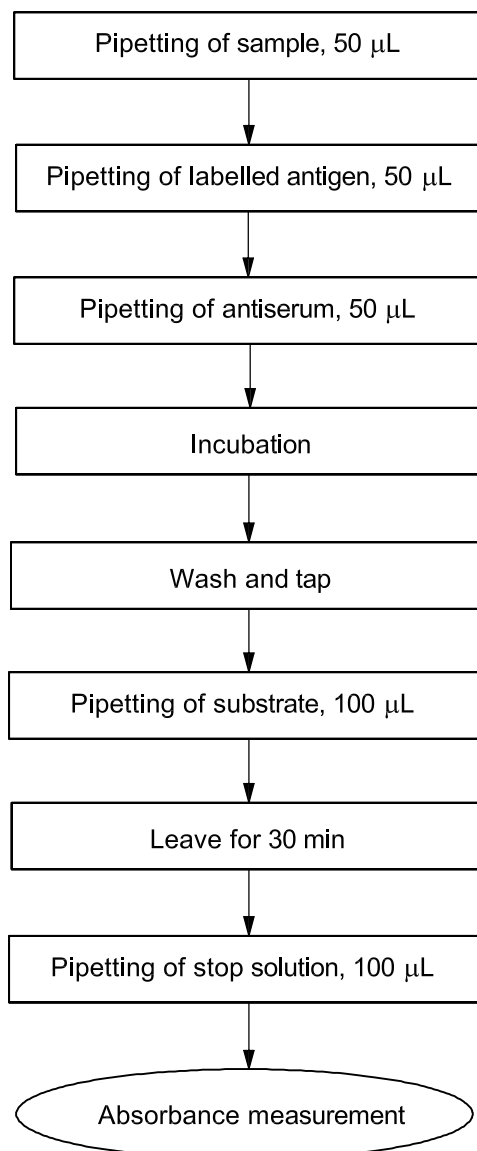 Pipetting of sample, 50 μL
Pipetting of labelled antigen, 50 μL
Pipetting of antiserum, 50 μL
Incubation
Wash and tap
Pipetting of substrate, 100 μL
Leave for 30 min
Pipetting of stop solution, 100 μL
Absorbance measurement